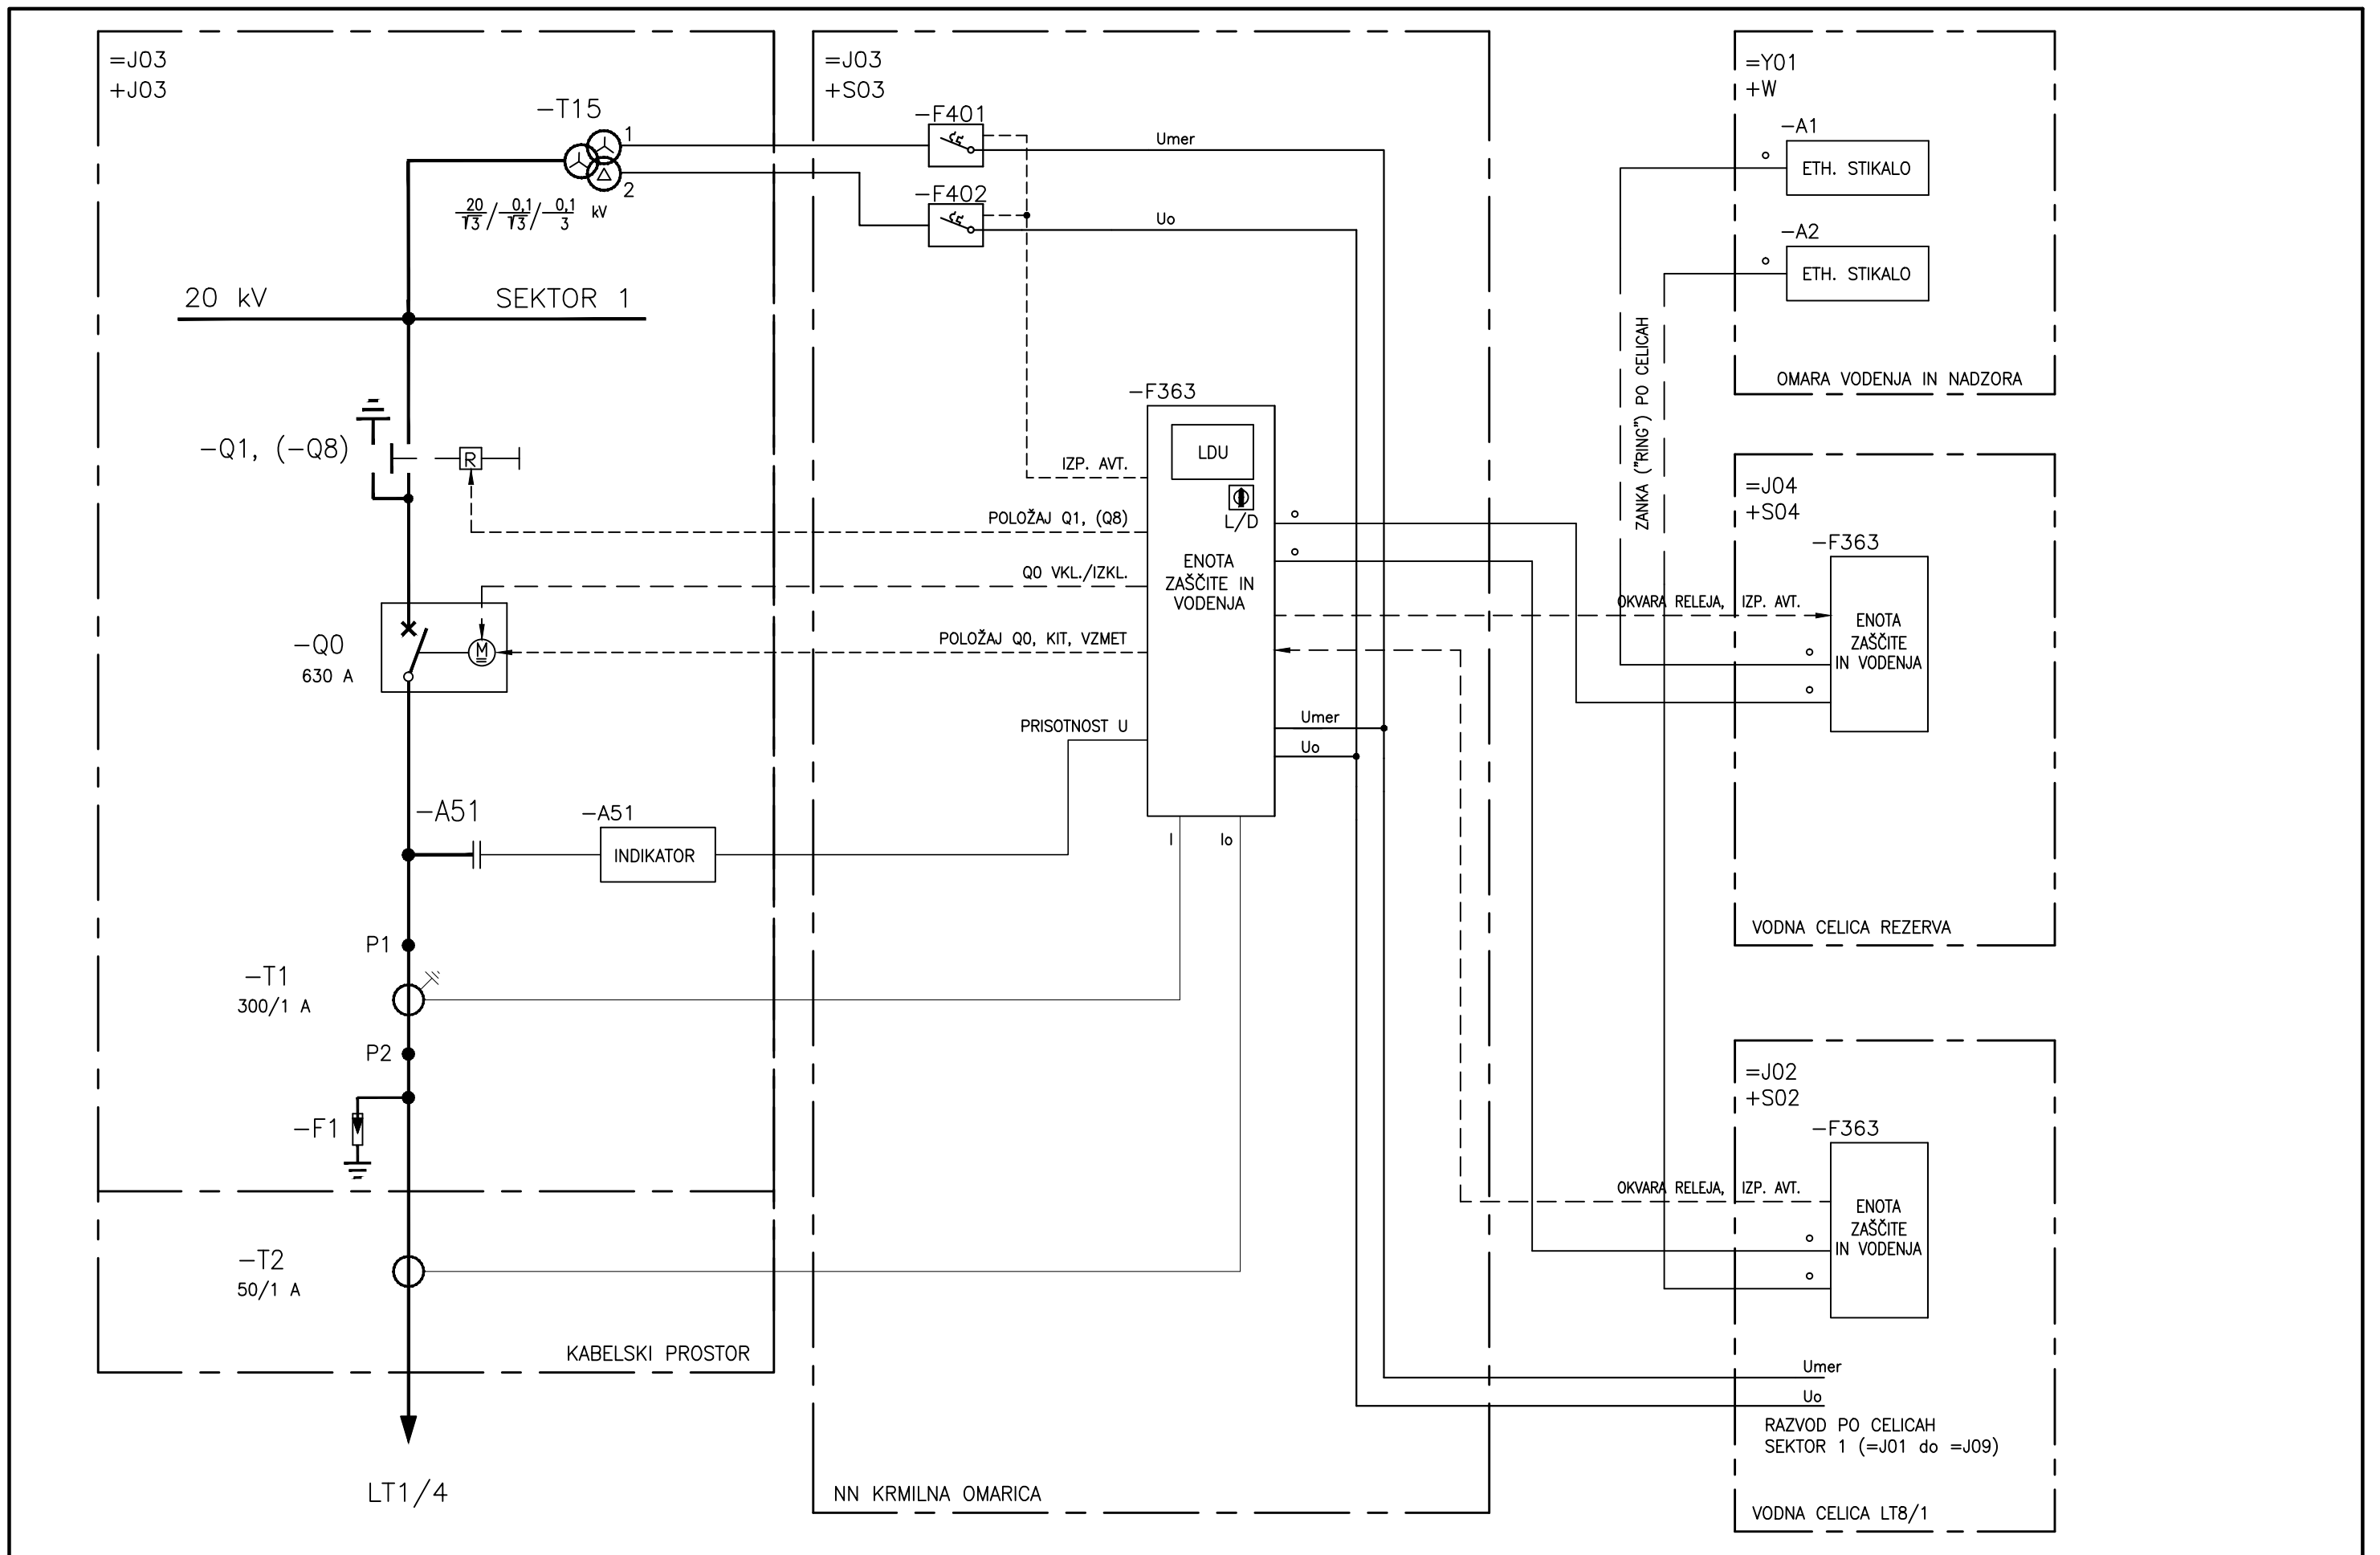 =J03
+J03
-T15
1
2
20/√3 / 0,1/√3 / 0,1/3 kV
20 kV
SEKTOR 1
-Q1, (-Q8)
R
-Q0
630 A
M
-A51
-A51
INDIKATOR
P1
-T1
300/1 A
P2
-F1
-T2
50/1 A
KABELSKI PROSTOR
LT1/4
=J03
+S03
-F401
Umer
-F402
Uo
-F363
LDU
L/D
ENOTA
ZAŠČITE IN
VODENJA
IZP. AVT.
POLOŽAJ Q1, (Q8)
Q0 VKL./IZKL.
POLOŽAJ Q0, KIT, VZMET
PRISOTNOST U
Umer
Uo
I
Io
NN KRMILNA OMARICA
=Y01
+W
-A1
ETH. STIKALO
-A2
ETH. STIKALO
OMARA VODENJA IN NADZORA
ZANKA ("RING") PO CELICAH
=J04
+S04
-F363
OKVARA RELEJA, IZP. AVT.
ENOTA
ZAŠČITE
IN VODENJA
VODNA CELICA REZERVA
=J02
+S02
-F363
OKVARA RELEJA, IZP. AVT.
ENOTA
ZAŠČITE
IN VODENJA
Umer
Uo
RAZVOD PO CELICAH
SEKTOR 1 (=J01 do =J09)
VODNA CELICA LT8/1